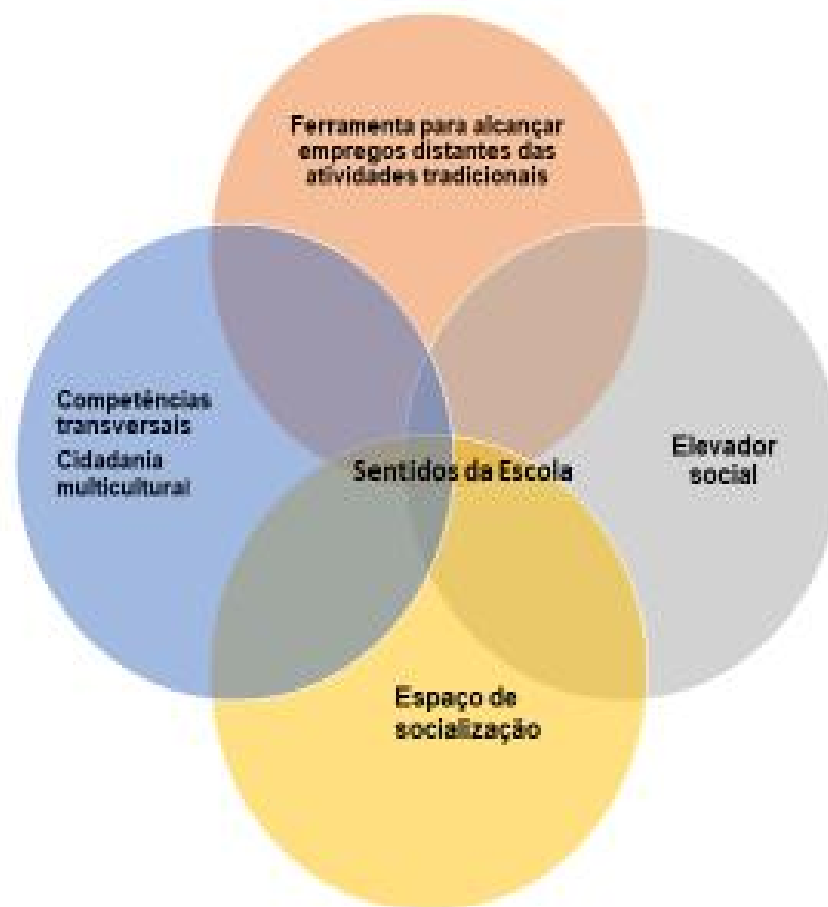 Ferramenta para alcançar
empregos distantes das
atividades tradicionais
Competências
transversais
Cidadania
multicultural
Sentidos da Escola
Elevador
social
Espaço de
socialização